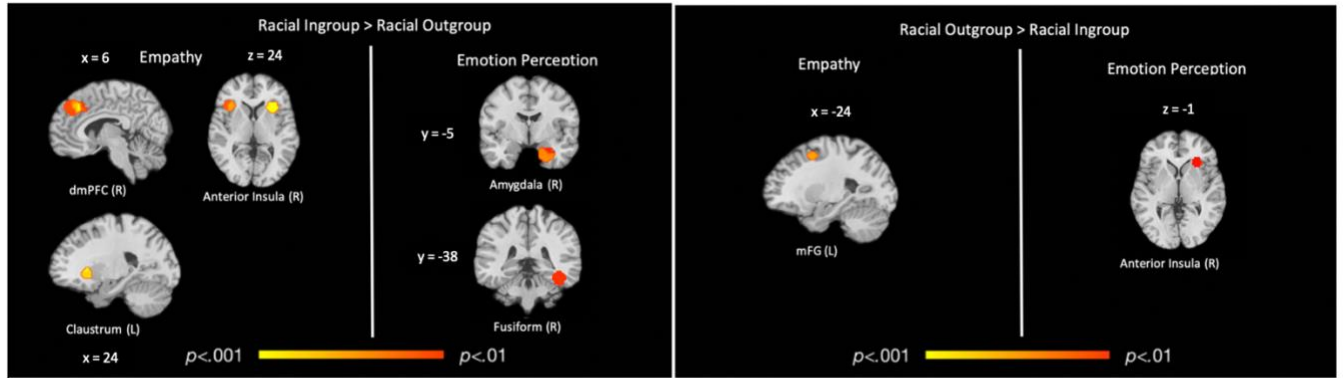 Racial Ingroup > Racial Outgroup
x = 6
Empathy
z = 24
dmPFC (R)
Anterior Insula (R)
Claustrum (L)
x = 24
Emotion Perception
y = -5
Amygdala (R)
y = -38
Fusiform (R)
p<.001
p<.01
Racial Outgroup > Racial Ingroup
Empathy
x = -24
mFG (L)
Emotion Perception
z = -1
Anterior Insula (R)
p<.001
p<.01